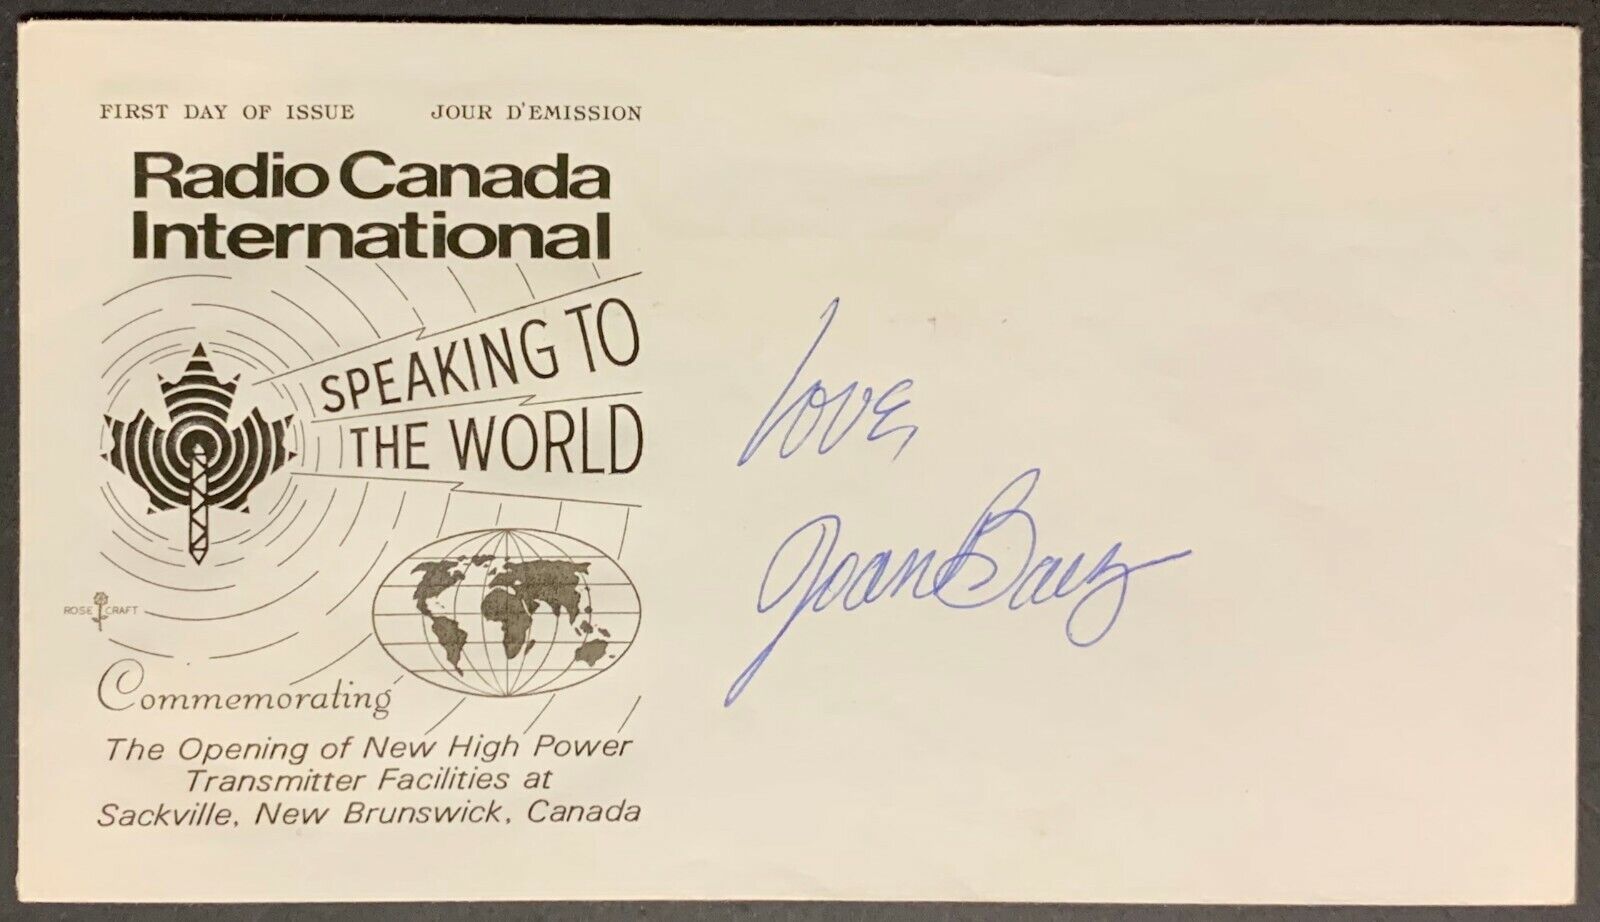 FIRST DAY OF ISSUE JOUR D'EMISSION
Radio Canada
International
SPEAKING TO
THE WORLD
ROSE CRAFT
Commemorating
The Opening of New High Power
Transmitter Facilities at
Sackville, New Brunswick, Canada
Love,
Joan Baez